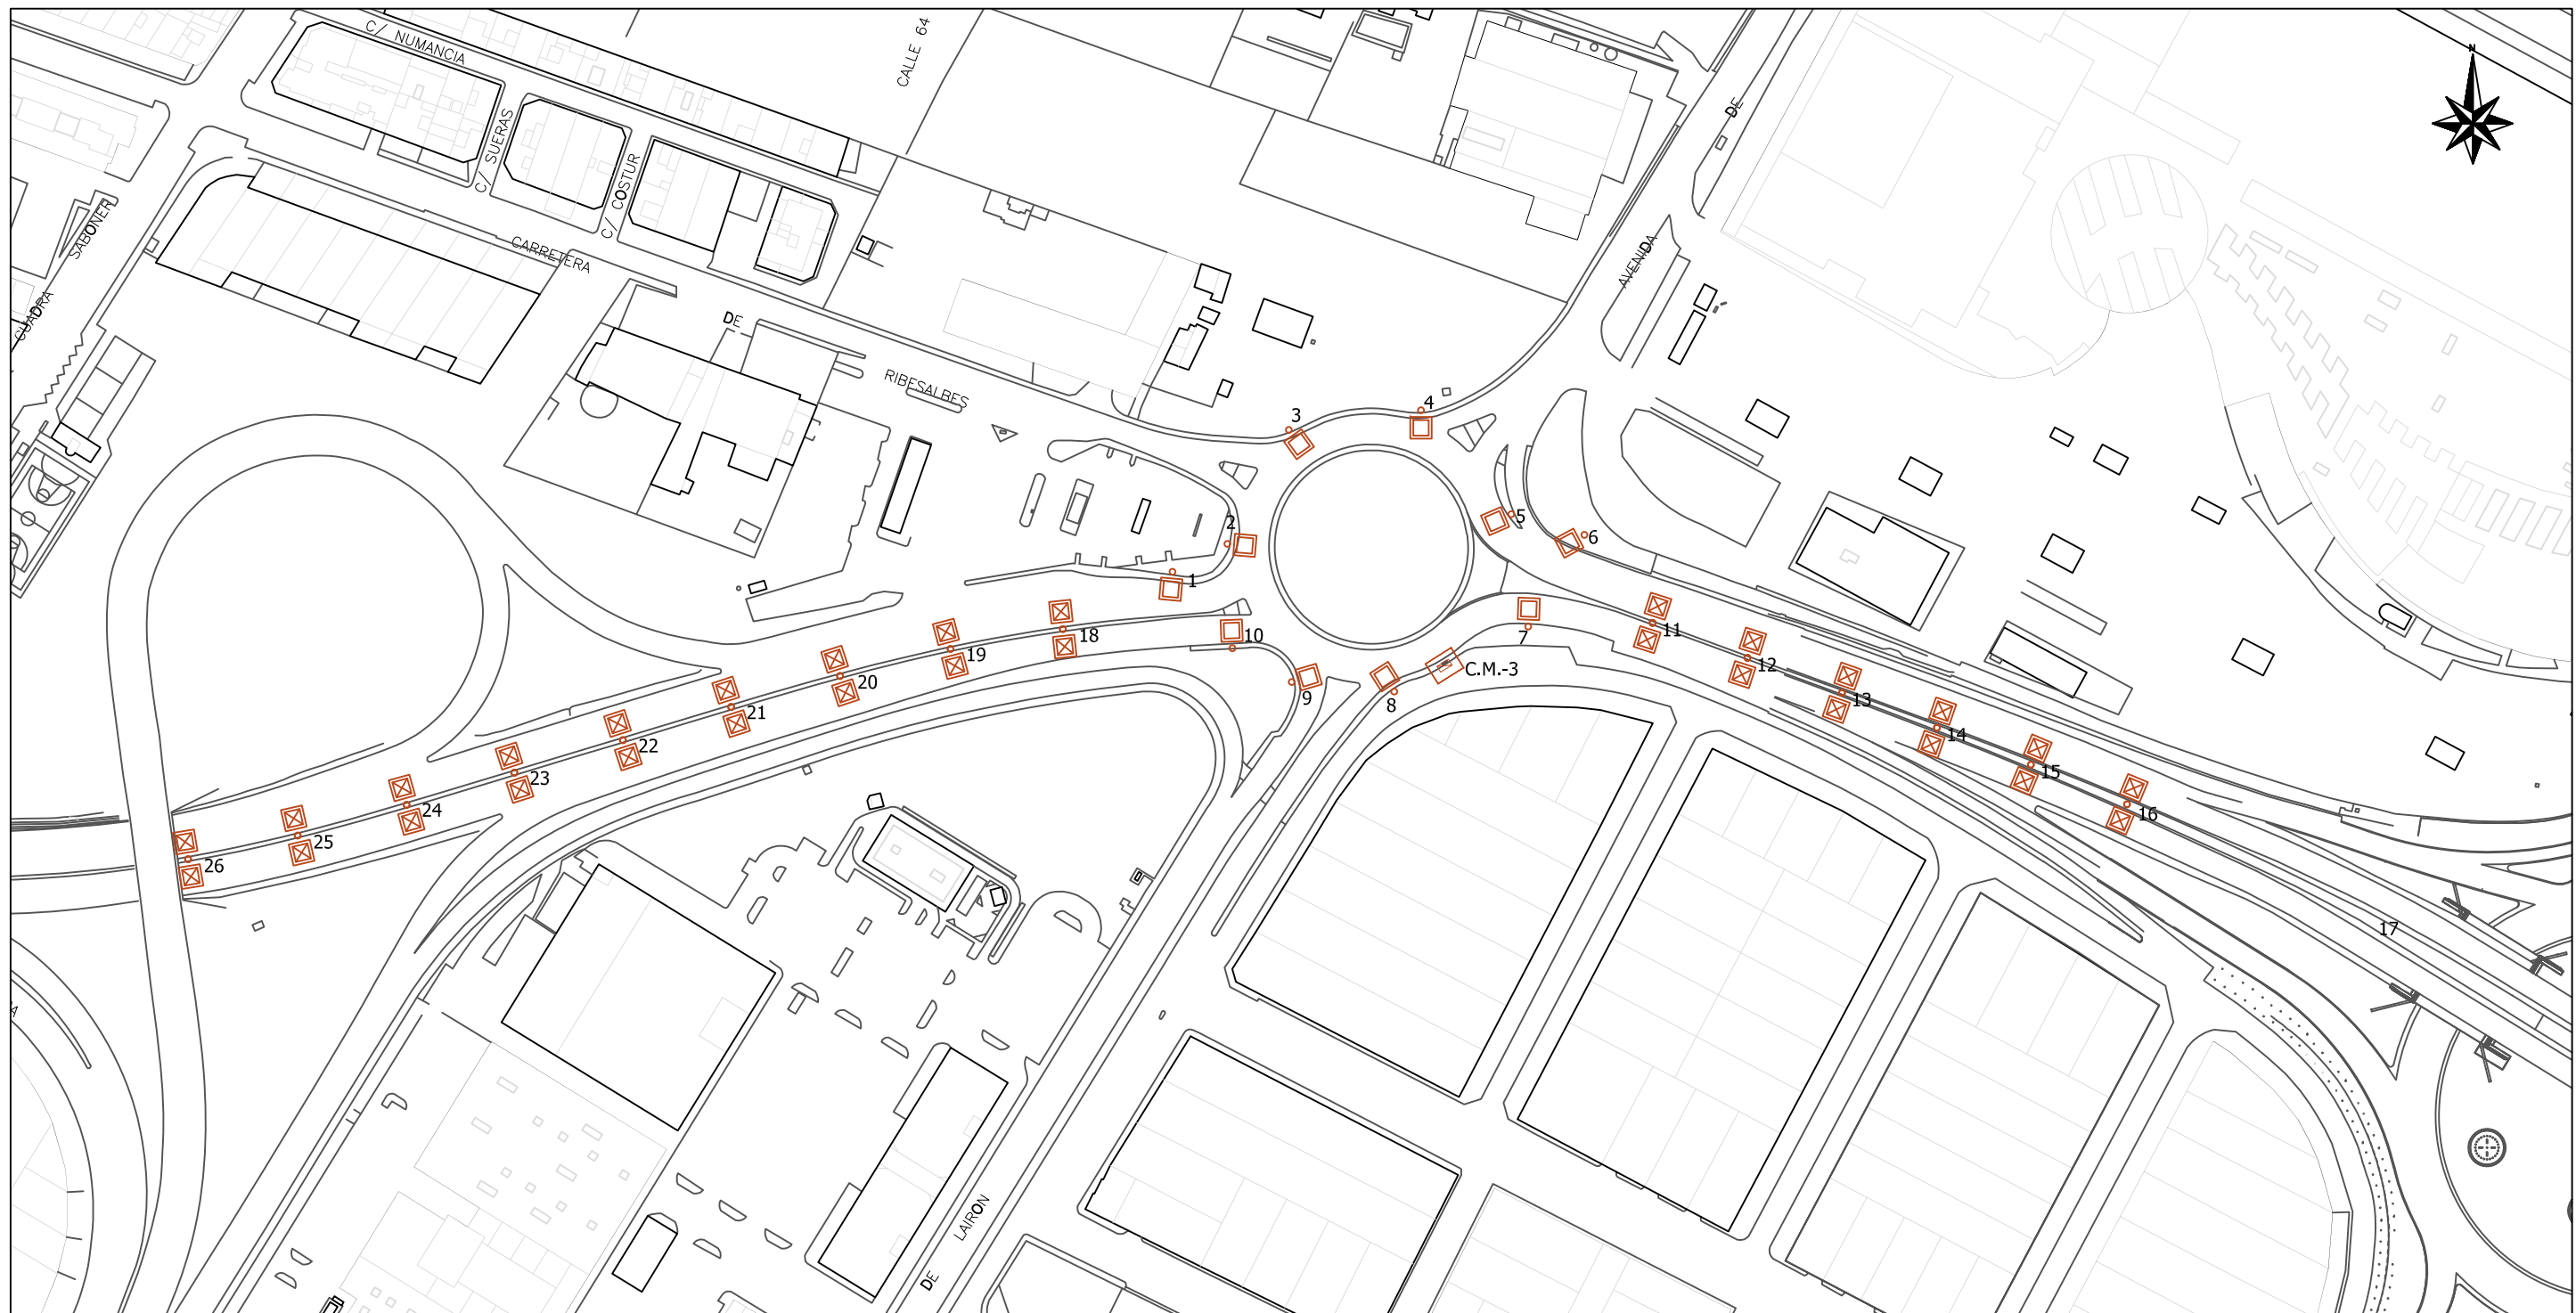 C/ NUMANCIA
CALLE 64
N
C/ SUERAS
C/ COSTUR
DE
SABONER
CUADRA
CARRETERA
AVENIDA
DE
RIBESALBES
3
4
5
2
6
1
7
11
10
18
12
19
C.M.-3
20
9
8
13
21
14
22
15
23
16
24
25
26
17
LAIRON
DE